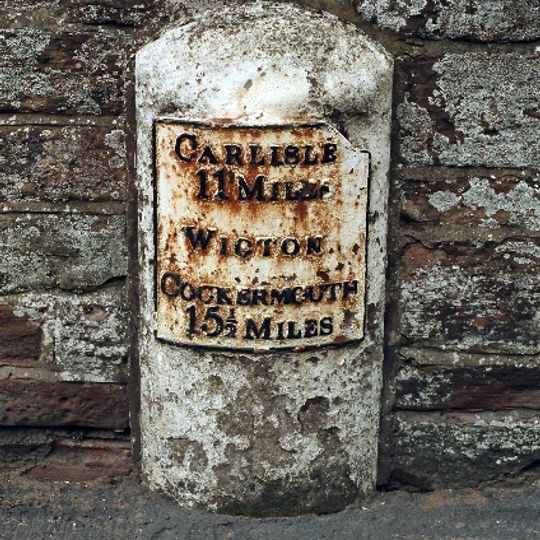 CARLISLE
11 MILES
WIGTON
COCKERMOUTH
15½ MILES